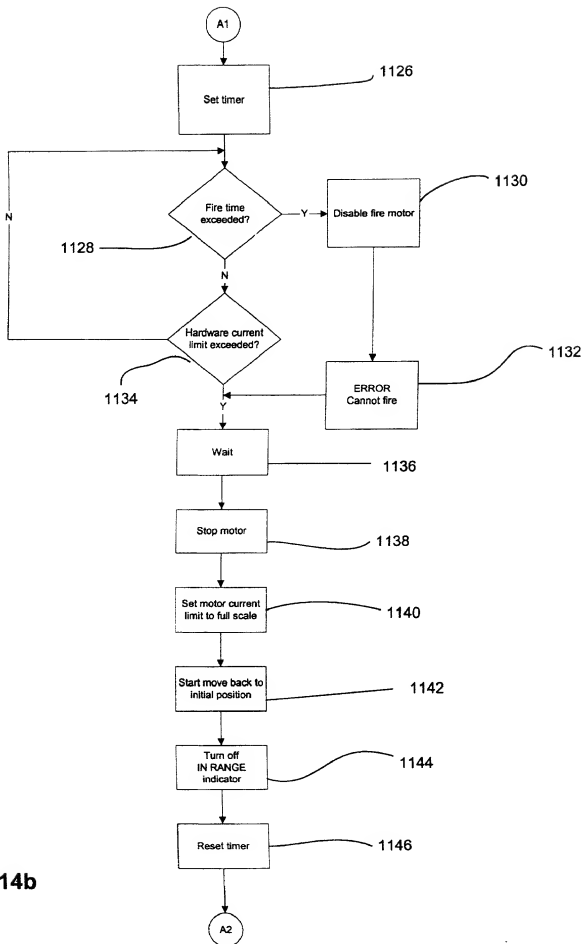 A1
Set timer
1126
Fire time
exceeded?
Y
Disable fire motor
1130
N
1128
N
Hardware current
limit exceeded?
1134
ERROR
Cannot fire
1132
Y
Wait
1136
Stop motor
1138
Set motor current
limit to full scale
1140
Start move back to
initial position
1142
Turn off
IN RANGE
indicator
1144
Reset timer
1146
14b
A2